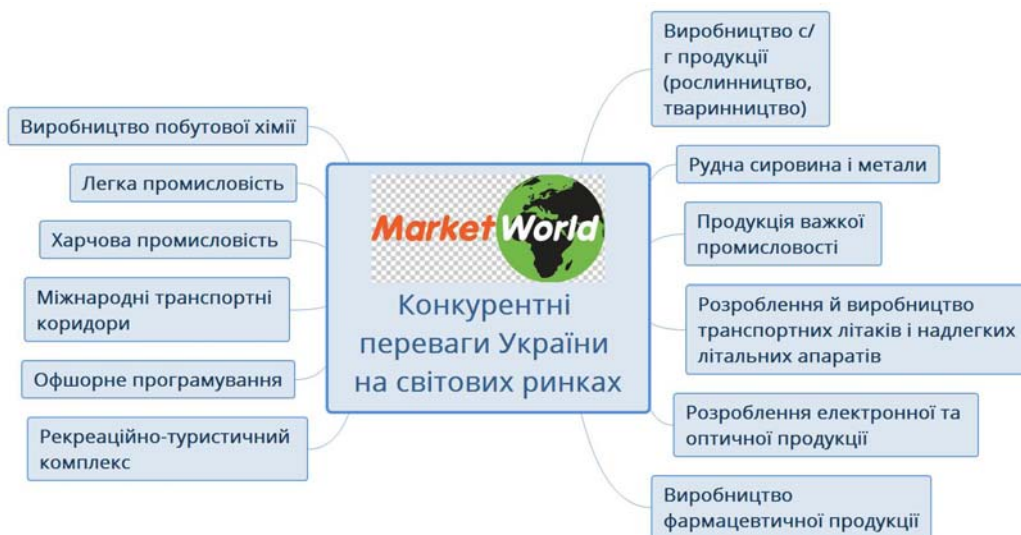 Виробництво с/
г продукції
(рослинництво,
тваринництво)
Виробництво побутової хімії
Рудна сировина і метали
Легка промисловість
Продукція важкої
промисловості
Харчова промисловість
Market World
Міжнародні транспортні
коридори
Конкурентні
переваги України
на світових ринках
Розроблення й виробництво
транспортних літаків і надлегких
літальних апаратів
Офшорне програмування
Розроблення електронної та
оптичної продукції
Рекреаційно-туристичний
комплекс
Виробництво
фармацевтичної продукції